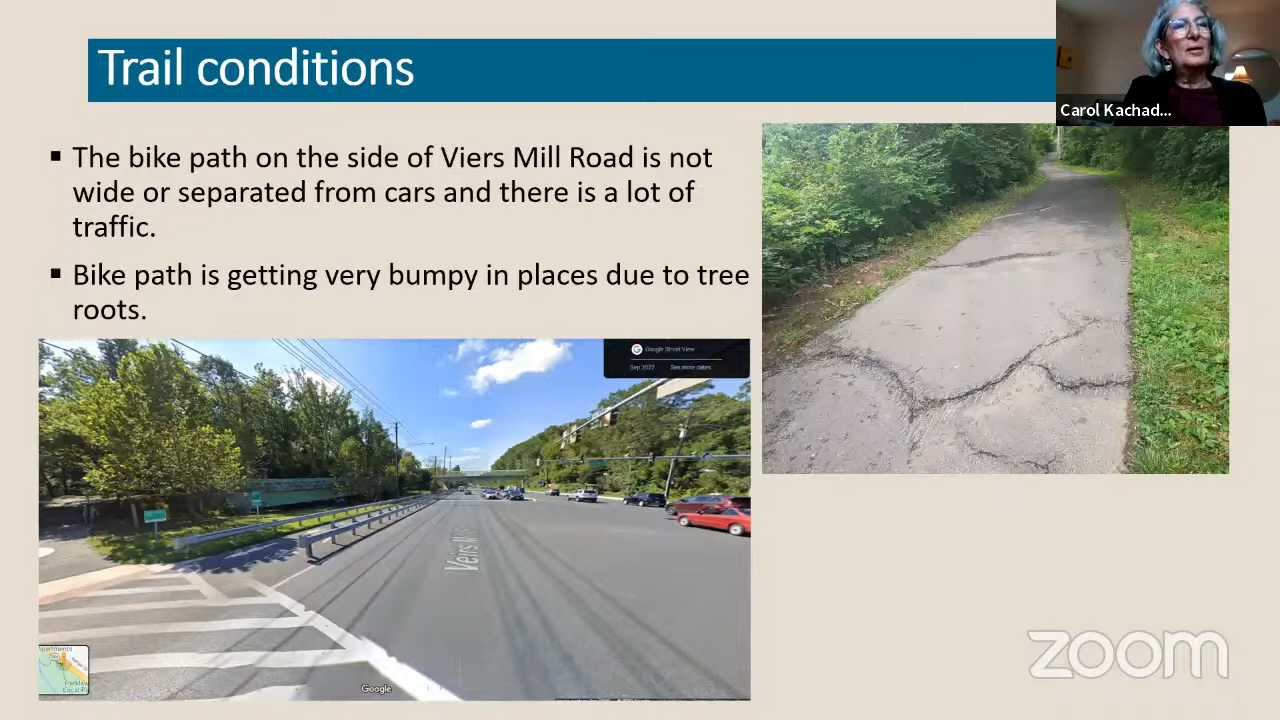 Trail conditions
Carol Kachad...
▪ The bike path on the side of Viers Mill Road is not
wide or separated from cars and there is a lot of
traffic.
▪ Bike path is getting very bumpy in places due to tree
roots.
Google Street View
Sep 2022 See more dates
Veirs
Google
zoom